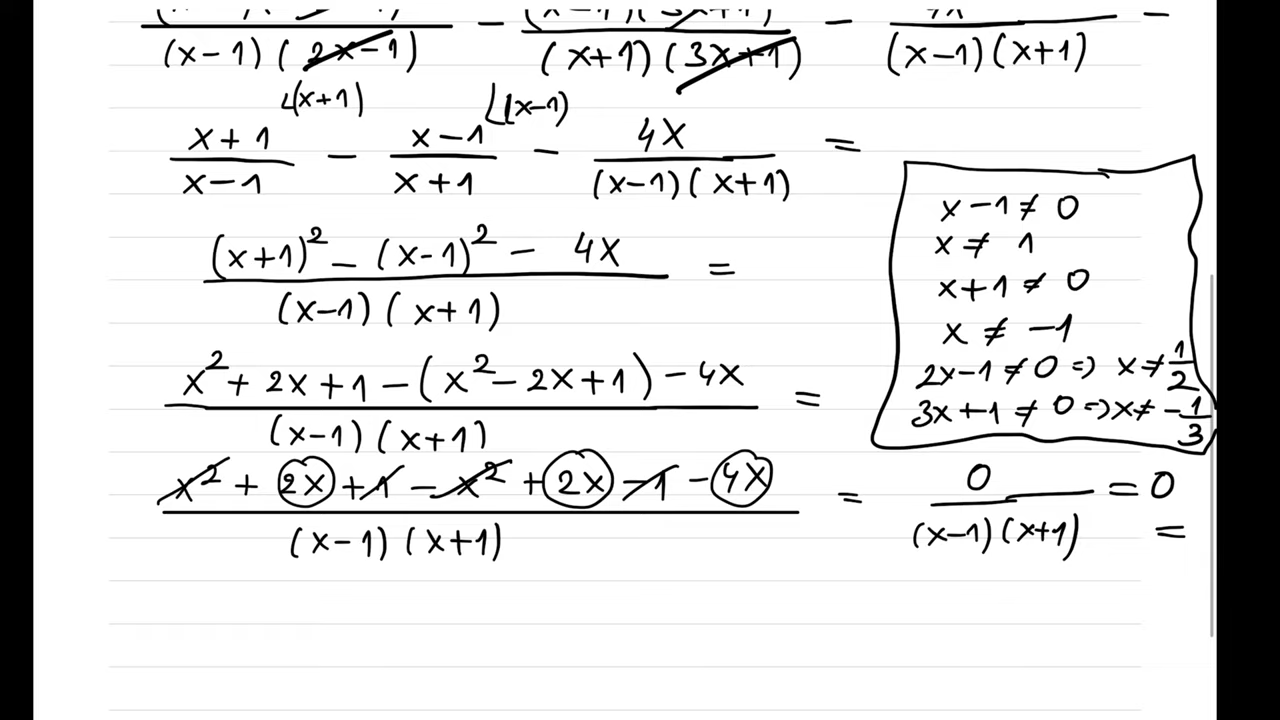 (x-1)(2x-1) - (x+1)(3x+1) - (x-1)(x+1) -
L(x+1) L(x-1)
x+1/x-1 - x-1/x+1 - 4x/(x-1)(x+1) =
(x+1)² - (x-1)² - 4x/(x-1)(x+1) =
x² + 2x + 1 - (x² - 2x + 1) - 4x/(x-1)(x+1) =
x² + 2x + 1 - x² + 2x - 1 - 4x/(x-1)(x+1) = 0/(x-1)(x+1) = 0
=
x - 1 ≠ 0
x ≠ 1
x + 1 ≠ 0
x ≠ -1
2x - 1 ≠ 0 => x ≠ 1/2
3x + 1 ≠ 0 => x ≠ -1/3